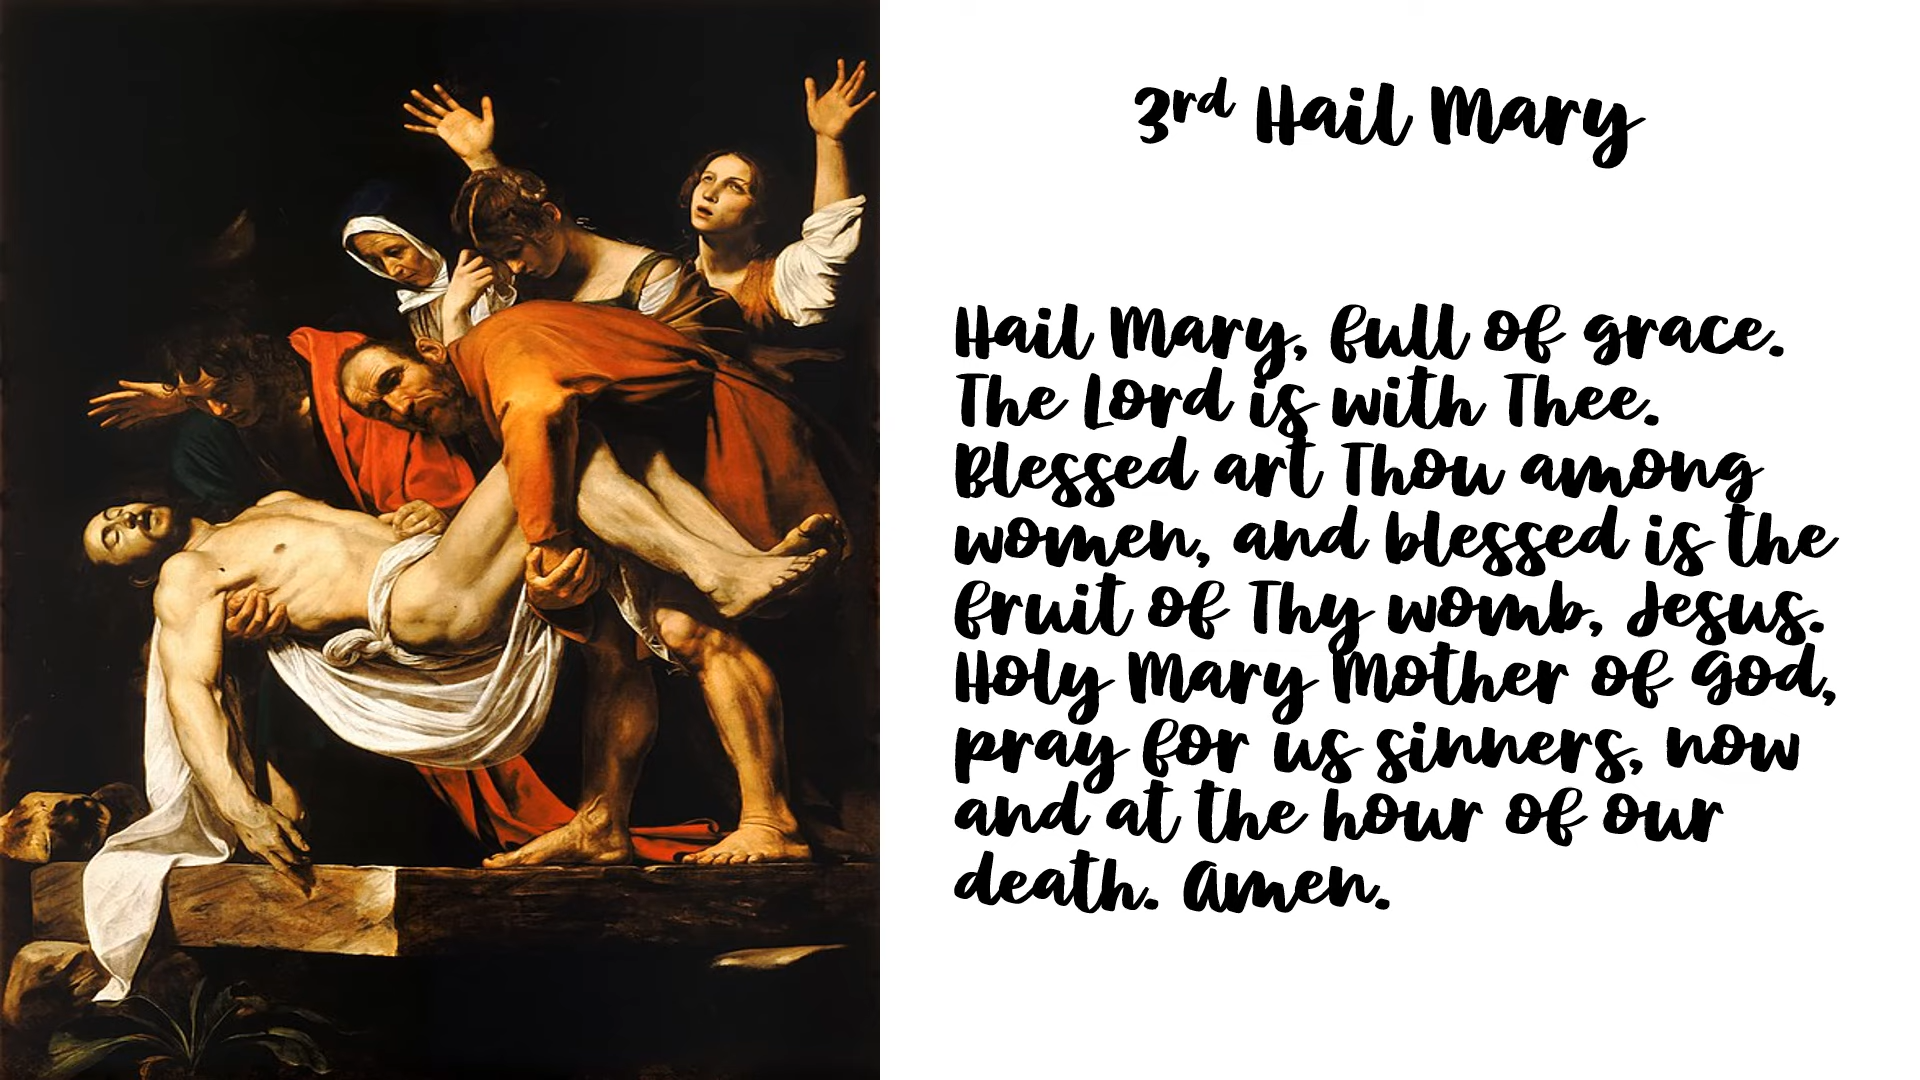 3rd Hail Mary
Hail Mary, full of grace.
The Lord is with Thee.
Blessed art Thou among
women, and blessed is the
fruit of Thy womb, Jesus.
Holy Mary Mother of God,
pray for us sinners, now
and at the hour of our
death. Amen.